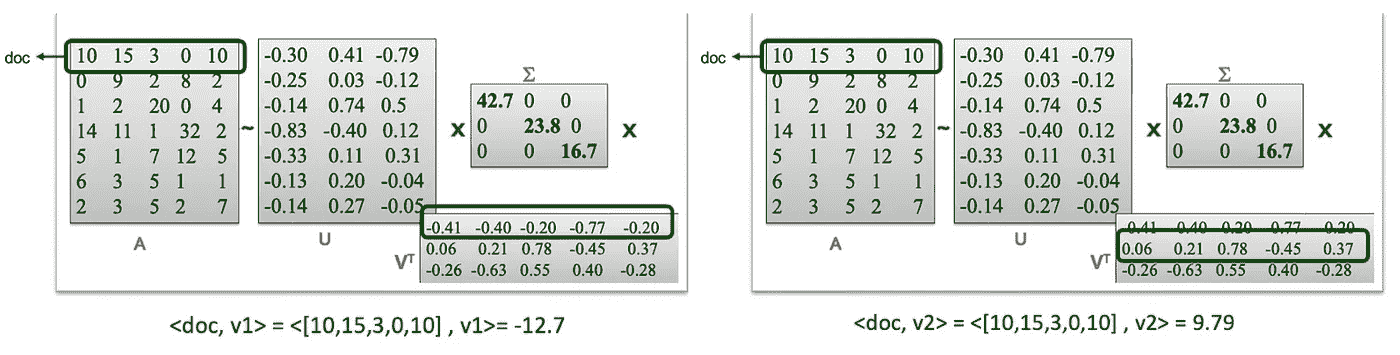 doc
10 15 3 0 10
0 9 2 8 2
1 2 20 0 4
14 11 1 32 2
5 1 7 12 5
6 3 5 1 1
2 3 5 2 7
A
~
-0.30 0.41 -0.79
-0.25 0.03 -0.12
-0.14 0.74 0.5
-0.83 -0.40 0.12
-0.33 0.11 0.31
-0.13 0.20 -0.04
-0.14 0.27 -0.05
U
x
Σ
42.7 0 0
0 23.8 0
0 0 16.7
x
-0.41 -0.40 -0.20 -0.77 -0.20
0.06 0.21 0.78 -0.45 0.37
-0.26 -0.63 0.55 0.40 -0.28
Vᵀ
<doc, v1> = <[10,15,3,0,10] , v1>= -12.7
doc
10 15 3 0 10
0 9 2 8 2
1 2 20 0 4
14 11 1 32 2
5 1 7 12 5
6 3 5 1 1
2 3 5 2 7
A
~
-0.30 0.41 -0.79
-0.25 0.03 -0.12
-0.14 0.74 0.5
-0.83 -0.40 0.12
-0.33 0.11 0.31
-0.13 0.20 -0.04
-0.14 0.27 -0.05
U
x
Σ
42.7 0 0
0 23.8 0
0 0 16.7
x
-0.41 -0.40 -0.20 -0.77 -0.20
0.06 0.21 0.78 -0.45 0.37
-0.26 -0.63 0.55 0.40 -0.28
Vᵀ
<doc, v2> = <[10,15,3,0,10] , v2> = 9.79